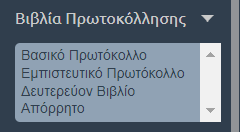 Βιβλία Πρωτοκόλλησης
Βασικό Πρωτόκολλο
Εμπιστευτικό Πρωτόκολλο
Δευτερεύον Βιβλίο
Απόρρητο